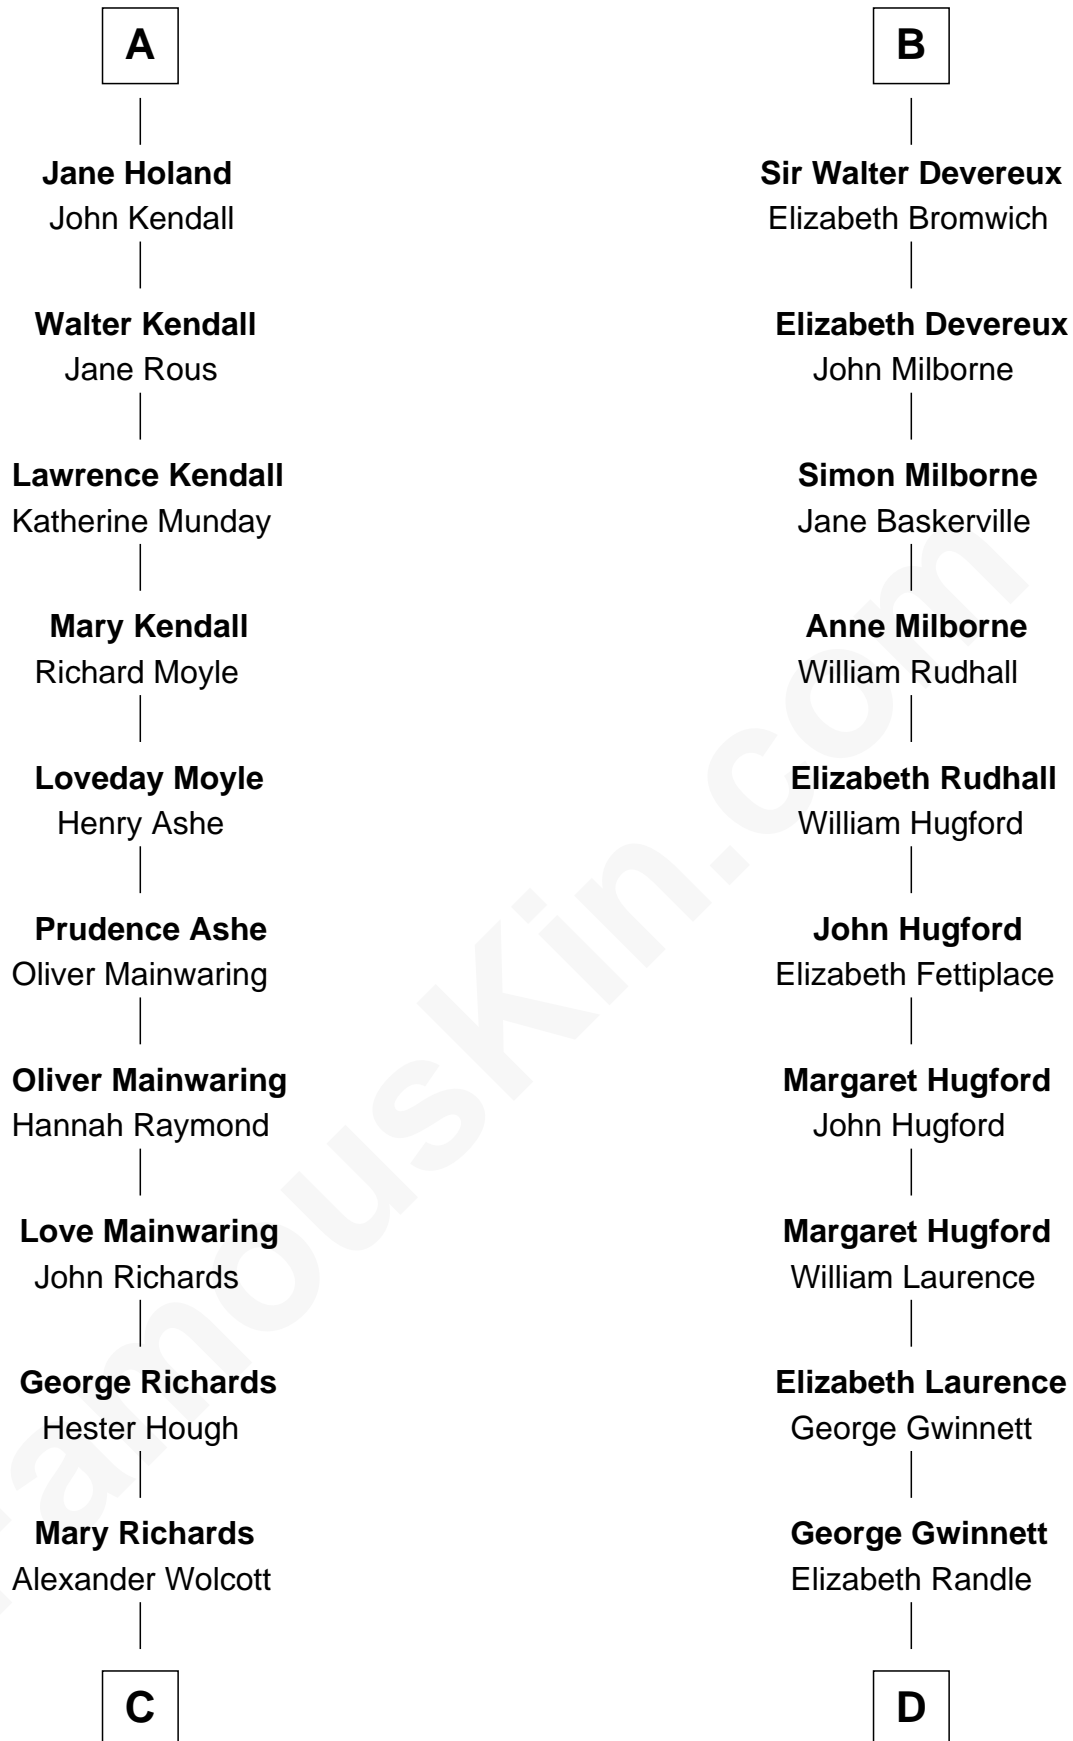 A
Jane Holand
John Kendall
Walter Kendall
Jane Rous
Lawrence Kendall
Katherine Munday
Mary Kendall
Richard Moyle
Loveday Moyle
Henry Ashe
Prudence Ashe
Oliver Mainwaring
Oliver Mainwaring
Hannah Raymond
Love Mainwaring
John Richards
George Richards
Hester Hough
Mary Richards
Alexander Wolcott
C
B
Sir Walter Devereux
Elizabeth Bromwich
Elizabeth Devereux
John Milborne
Simon Milborne
Jane Baskerville
Anne Milborne
William Rudhall
Elizabeth Rudhall
William Hugford
John Hugford
Elizabeth Fettiplace
Margaret Hugford
John Hugford
Margaret Hugford
William Laurence
Elizabeth Laurence
George Gwinnett
George Gwinnett
Elizabeth Randle
D
FamousKin.com